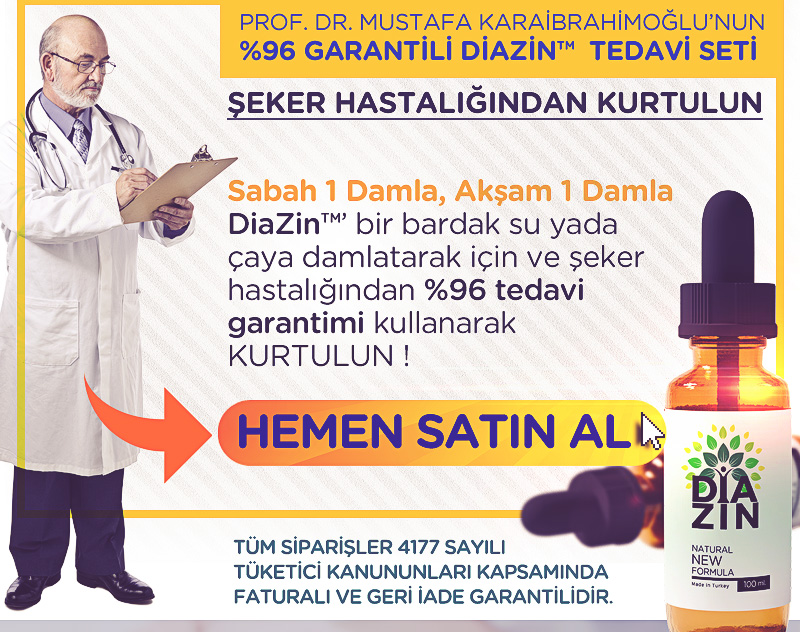 PROF. DR. MUSTAFA KARAİBRAHİMOĞLU'NUN
%96 GARANTİLİ DİAZİN™ TEDAVİ SETİ
ŞEKER HASTALIĞINDAN KURTULUN
Sabah 1 Damla, Akşam 1 Damla
DiaZin™' bir bardak su yada
çaya damlatarak için ve şeker
hastalığından %96 tedavi
garantimi kullanarak
KURTULUN !
HEMEN SATIN AL
DIA
ZIN
NATURAL
NEW
FORMULA
Made in Turkey 100 ml.
TÜM SİPARİŞLER 4177 SAYILI
TÜKETİCİ KANUNUNLARI KAPSAMINDA
FATURALI VE GERİ İADE GARANTİLİDİR.